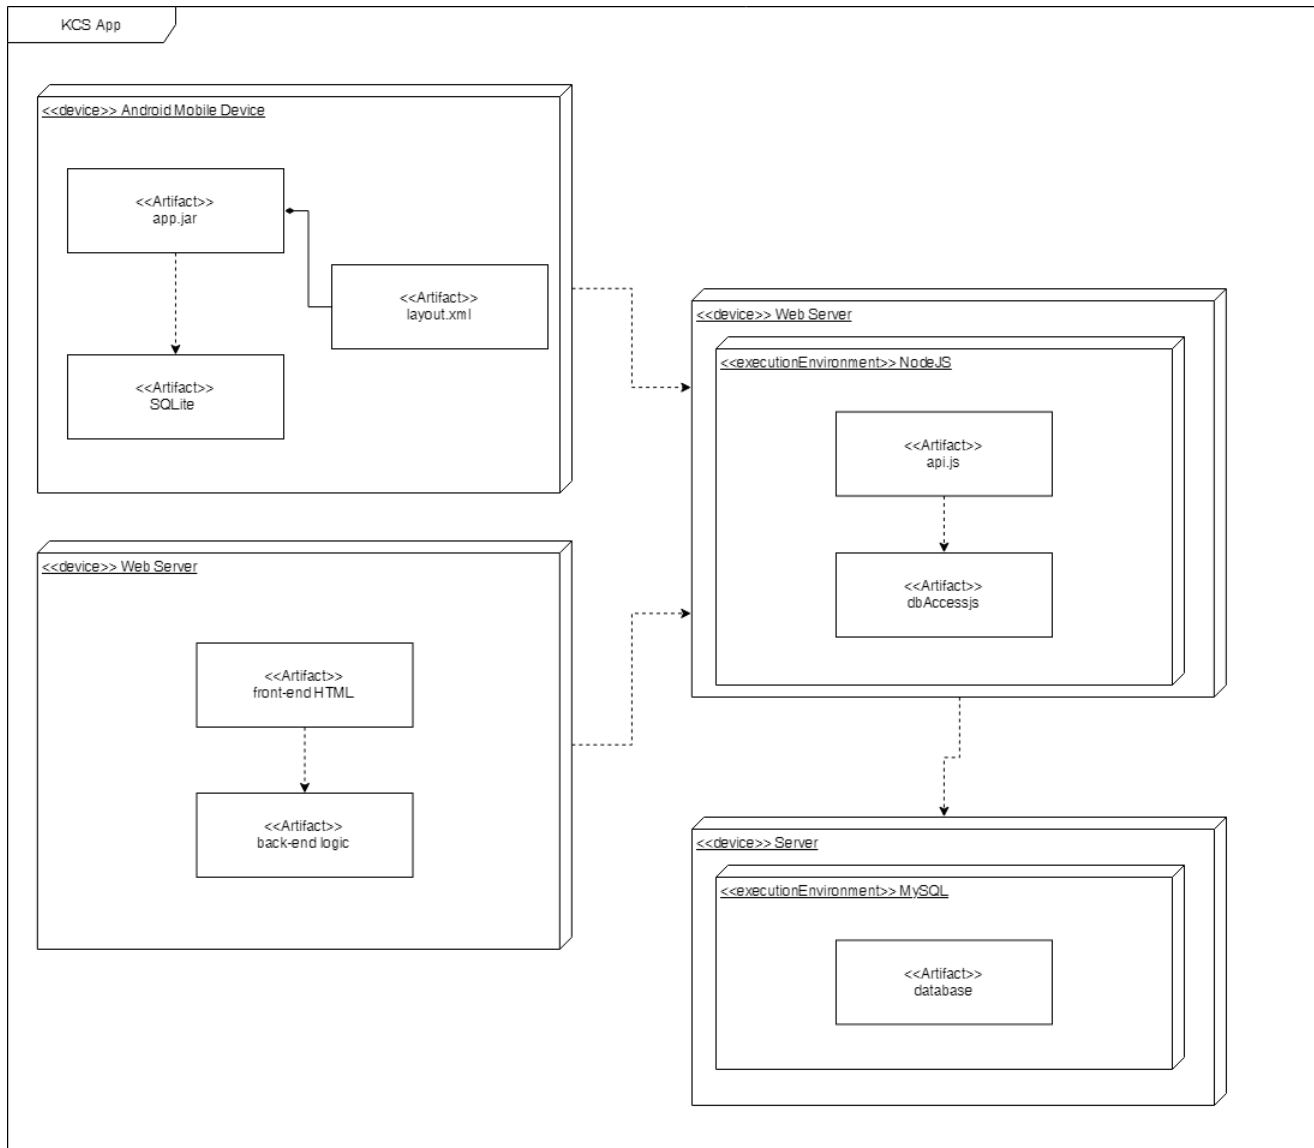 KCS App
<<device>> Android Mobile Device
<<Artifact>>
app.jar
<<Artifact>>
layout.xml
<<Artifact>>
SQLite
<<device>> Web Server
<<executionEnvironment>> NodeJS
<<Artifact>>
api.js
<<Artifact>>
dbAccessjs
<<device>> Web Server
<<Artifact>>
front-end HTML
<<Artifact>>
back-end logic
<<device>> Server
<<executionEnvironment>> MySQL
<<Artifact>>
database